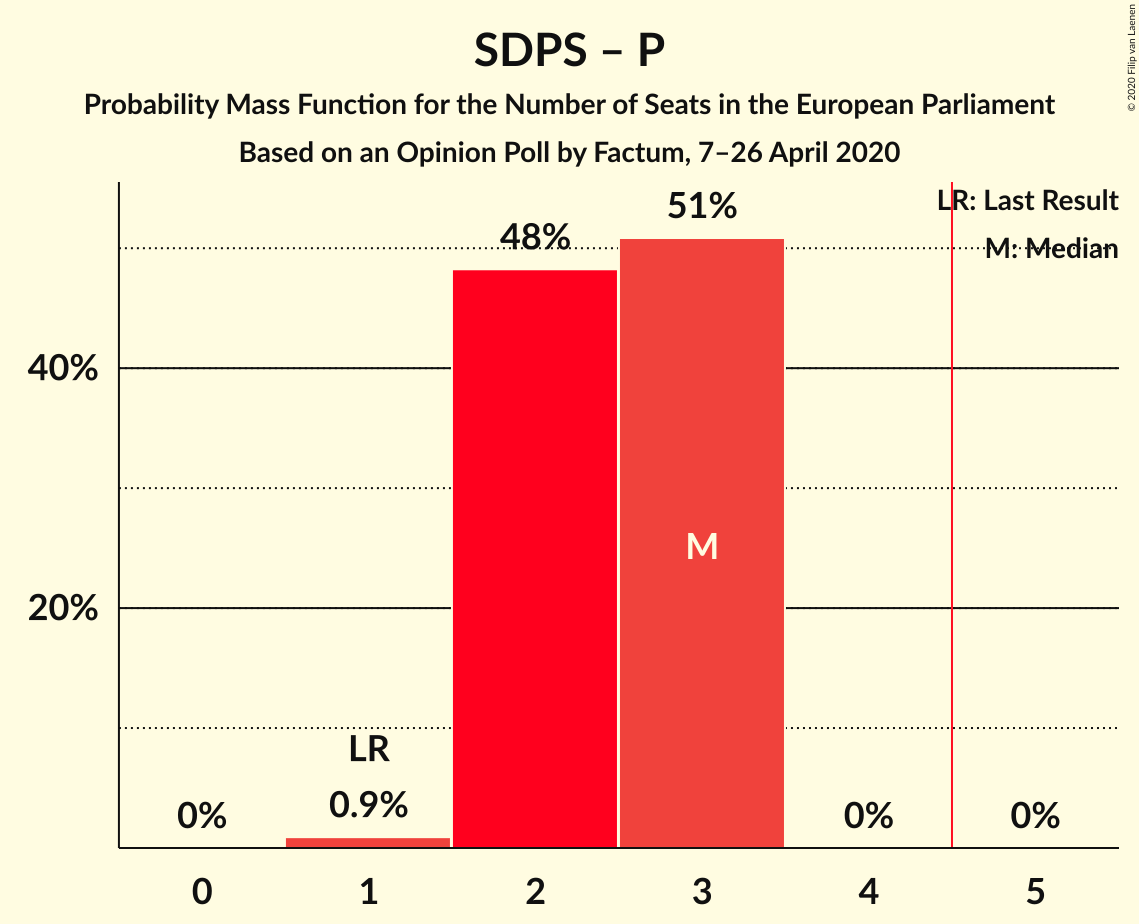 SDPS – P
Probability Mass Function for the Number of Seats in the European Parliament
Based on an Opinion Poll by Factum, 7–26 April 2020
© 2020 Filip van Laenen
LR: Last Result
M: Median
51%
48%
40%
M
20%
LR
0% 0.9% 0% 0%
0 1 2 3 4 5